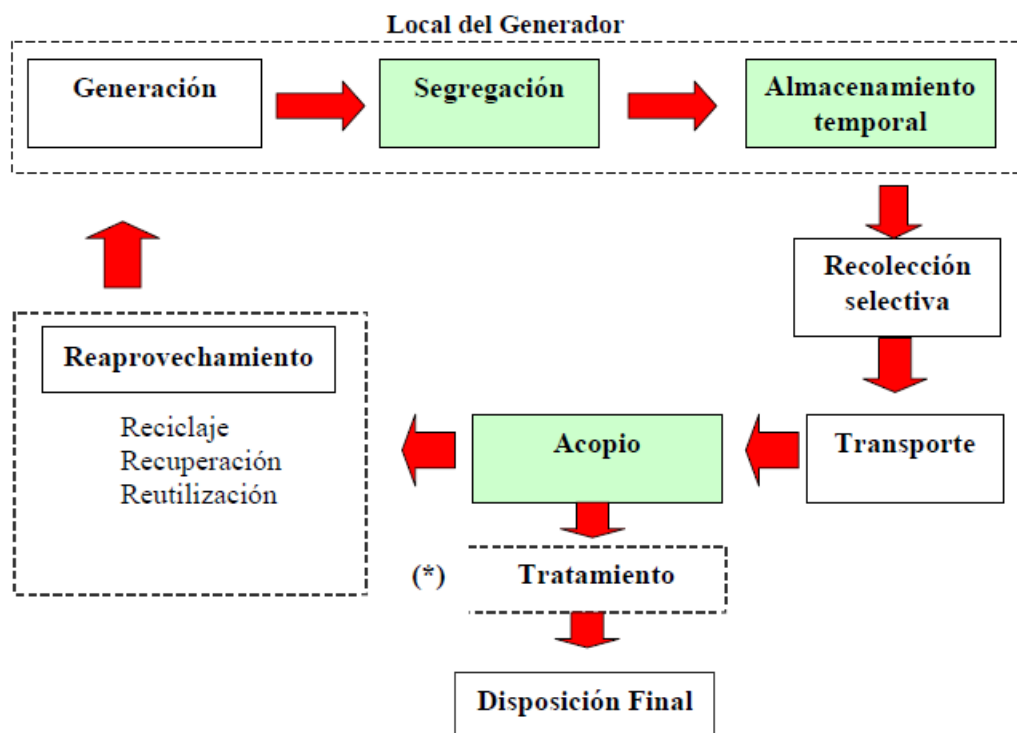 Local del Generador
Generación
Segregación
Almacenamiento
temporal
Recolección
selectiva
Reaprovechamiento
Reciclaje
Recuperación
Reutilización
Acopio
Transporte
(*)
Tratamiento
Disposición Final